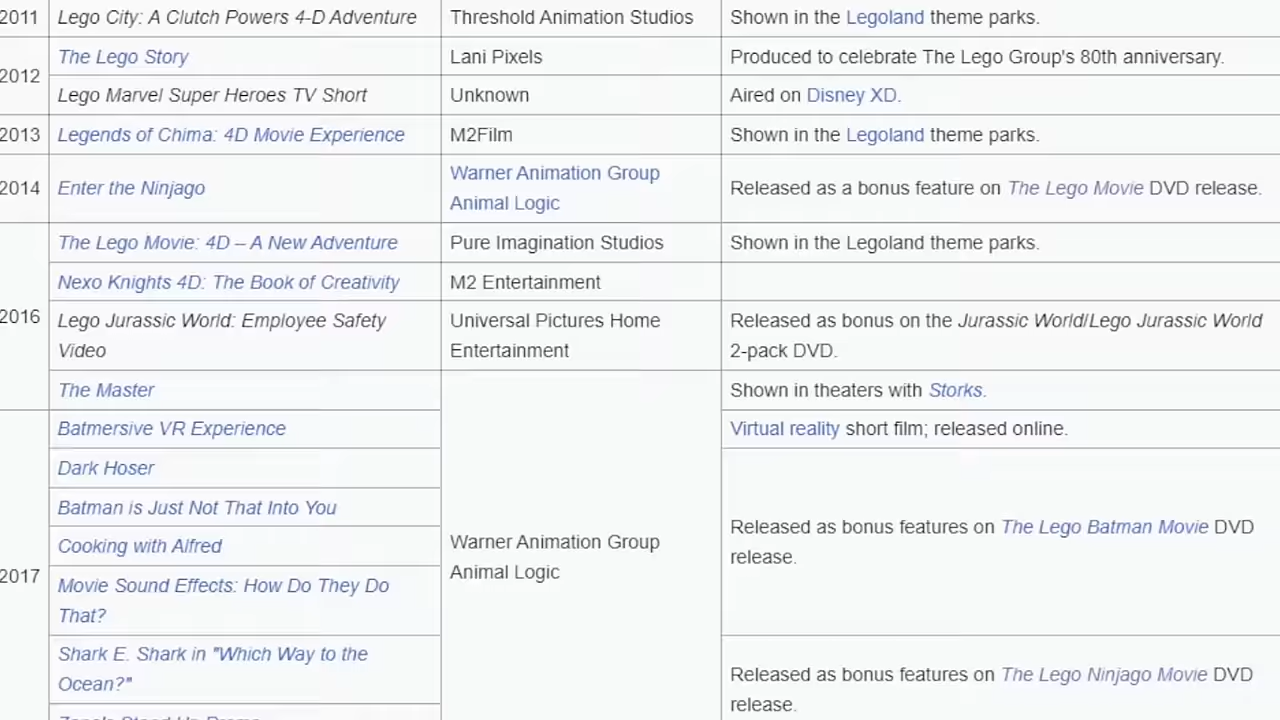 2011 Lego City: A Clutch Powers 4-D Adventure Threshold Animation Studios Shown in the Legoland theme parks.
2012
The Lego Story Lani Pixels Produced to celebrate The Lego Group's 80th anniversary.
Lego Marvel Super Heroes TV Short Unknown Aired on Disney XD.
2013 Legends of Chima: 4D Movie Experience M2Film Shown in the Legoland theme parks.
2014 Enter the Ninjago
Warner Animation Group
Animal Logic
Released as a bonus feature on The Lego Movie DVD release.
2016
The Lego Movie: 4D – A New Adventure Pure Imagination Studios Shown in the Legoland theme parks.
Nexo Knights 4D: The Book of Creativity M2 Entertainment
Lego Jurassic World: Employee Safety
Video
Universal Pictures Home
Entertainment
Released as bonus on the Jurassic World/Lego Jurassic World
2-pack DVD.
The Master
Shown in theaters with Storks.
2017
Batmersive VR Experience
Virtual reality short film; released online.
Dark Hoser
Batman is Just Not That Into You
Cooking with Alfred
Movie Sound Effects: How Do They Do
That?
Warner Animation Group
Animal Logic
Released as bonus features on The Lego Batman Movie DVD
release.
Shark E. Shark in "Which Way to the
Ocean?"
Released as bonus features on The Lego Ninjago Movie DVD
release.